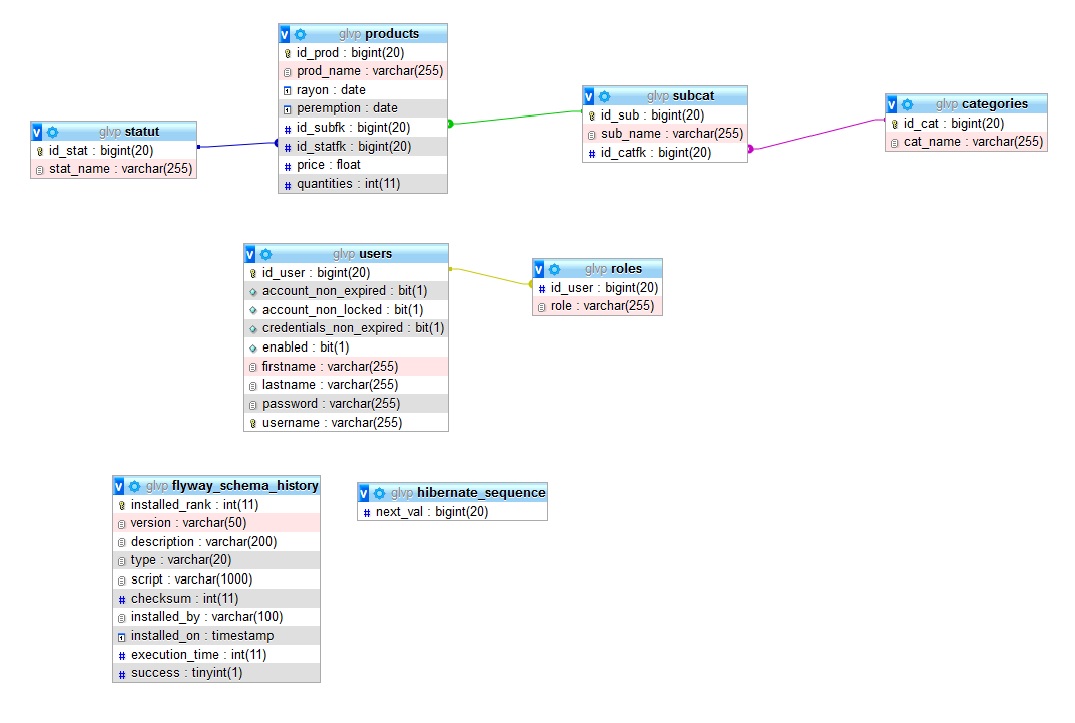 glvp products
id_prod : bigint(20)
prod_name : varchar(255)
rayon : date
peremption : date
id_subfk : bigint(20)
id_statfk : bigint(20)
price : float
quantities : int(11)
glvp statut
id_stat : bigint(20)
stat_name : varchar(255)
glvp subcat
id_sub : bigint(20)
sub_name : varchar(255)
id_catfk : bigint(20)
glvp categories
id_cat : bigint(20)
cat_name : varchar(255)
glvp users
id_user : bigint(20)
account_non_expired : bit(1)
account_non_locked : bit(1)
credentials_non_expired : bit(1)
enabled : bit(1)
firstname : varchar(255)
lastname : varchar(255)
password : varchar(255)
username : varchar(255)
glvp roles
id_user : bigint(20)
role : varchar(255)
glvp flyway_schema_history
installed_rank : int(11)
version : varchar(50)
description : varchar(200)
type : varchar(20)
script : varchar(1000)
checksum : int(11)
installed_by : varchar(100)
installed_on : timestamp
execution_time : int(11)
success : tinyint(1)
glvp hibernate_sequence
next_val : bigint(20)